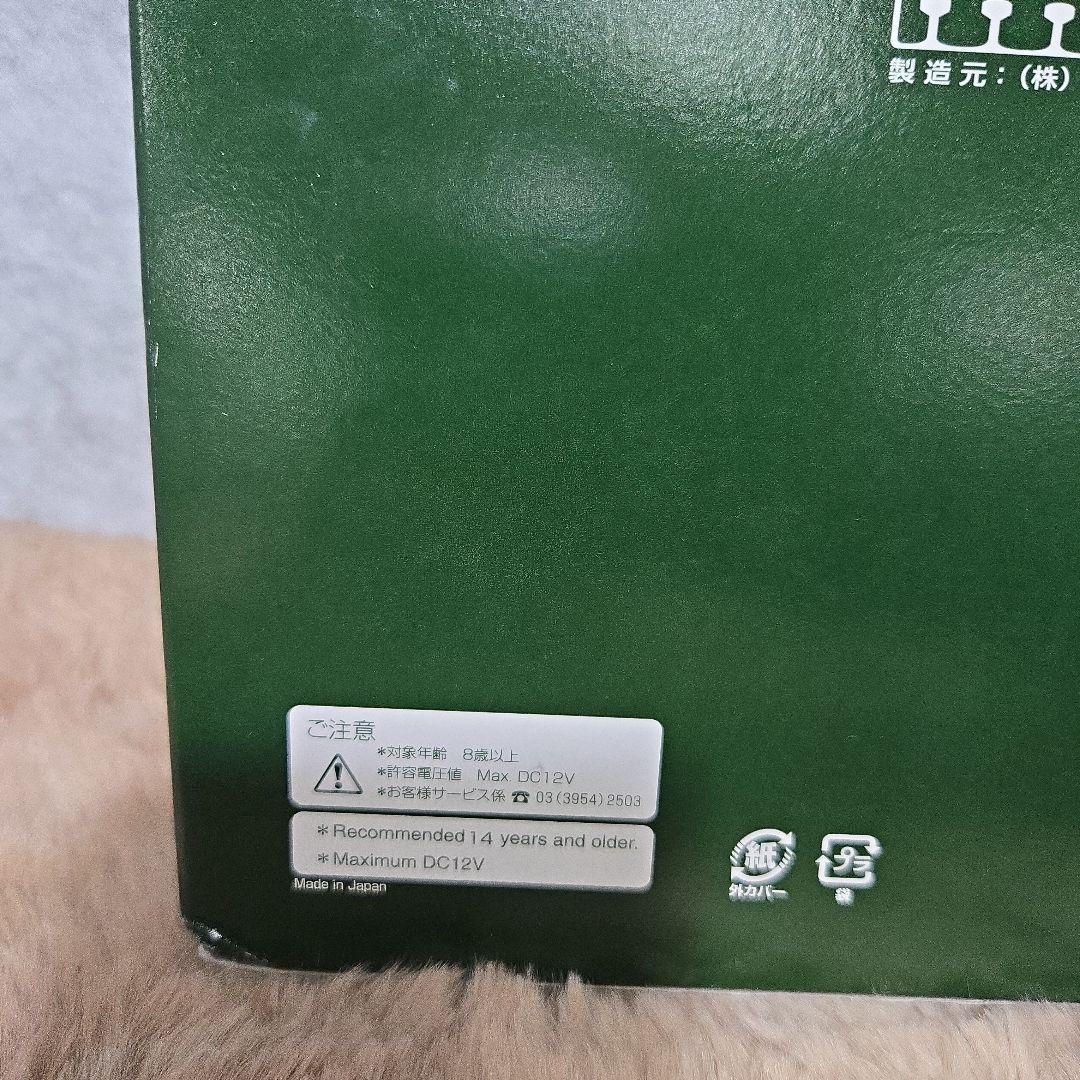 製造元：(株)
ご注意
*対象年齢 8歳以上
*許容電圧値 Max DC12V
*お客様サービス係 ☎ 03(3954)2503
*Recommended 14 years and older.
*Maximum DC12V
Made in Japan
紙 プラ
外カバー 袋